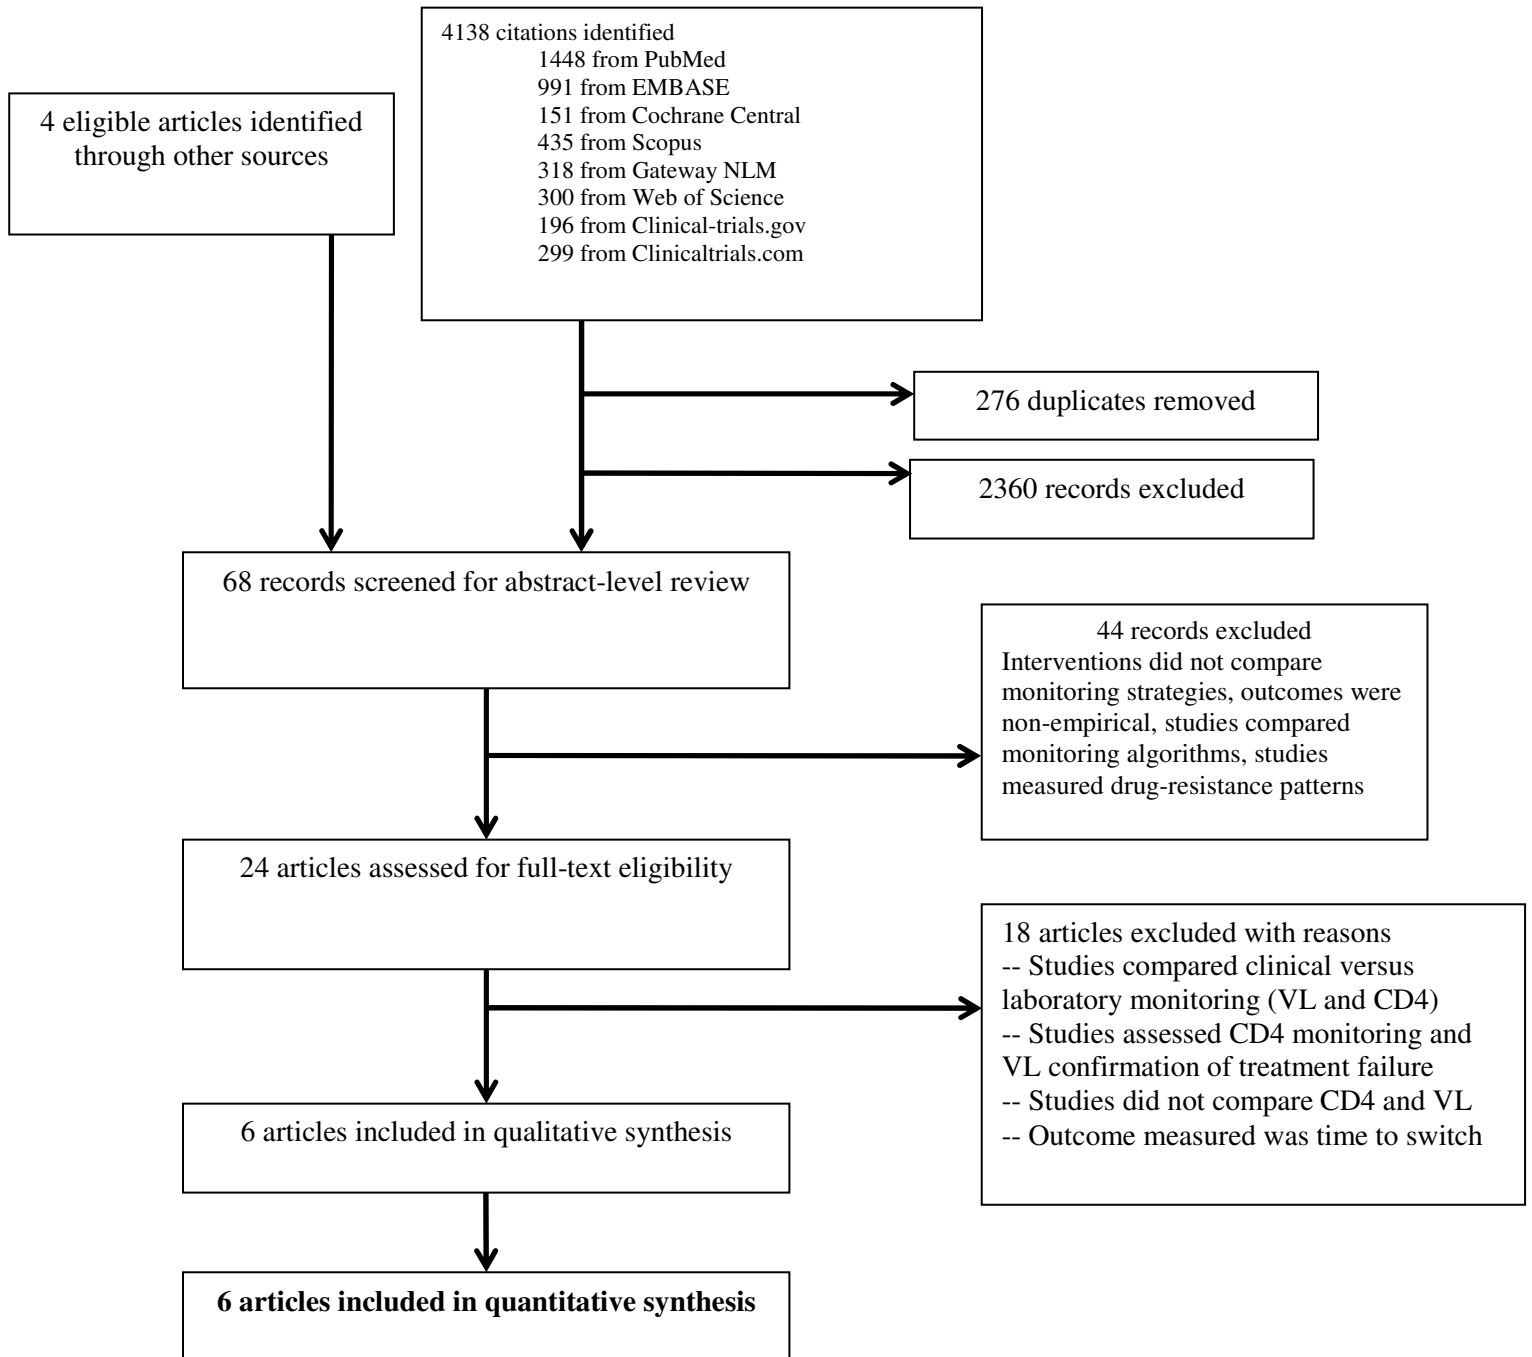 4138 citations identified
1448 from PubMed
991 from EMBASE
151 from Cochrane Central
435 from Scopus
318 from Gateway NLM
300 from Web of Science
196 from Clinical-trials.gov
299 from Clinicaltrials.com
4 eligible articles identified
through other sources
276 duplicates removed
2360 records excluded
68 records screened for abstract-level review
44 records excluded
Interventions did not compare
monitoring strategies, outcomes were
non-empirical, studies compared
monitoring algorithms, studies
measured drug-resistance patterns
24 articles assessed for full-text eligibility
18 articles excluded with reasons
-- Studies compared clinical versus
laboratory monitoring (VL and CD4)
-- Studies assessed CD4 monitoring and
VL confirmation of treatment failure
-- Studies did not compare CD4 and VL
-- Outcome measured was time to switch
6 articles included in qualitative synthesis
6 articles included in quantitative synthesis